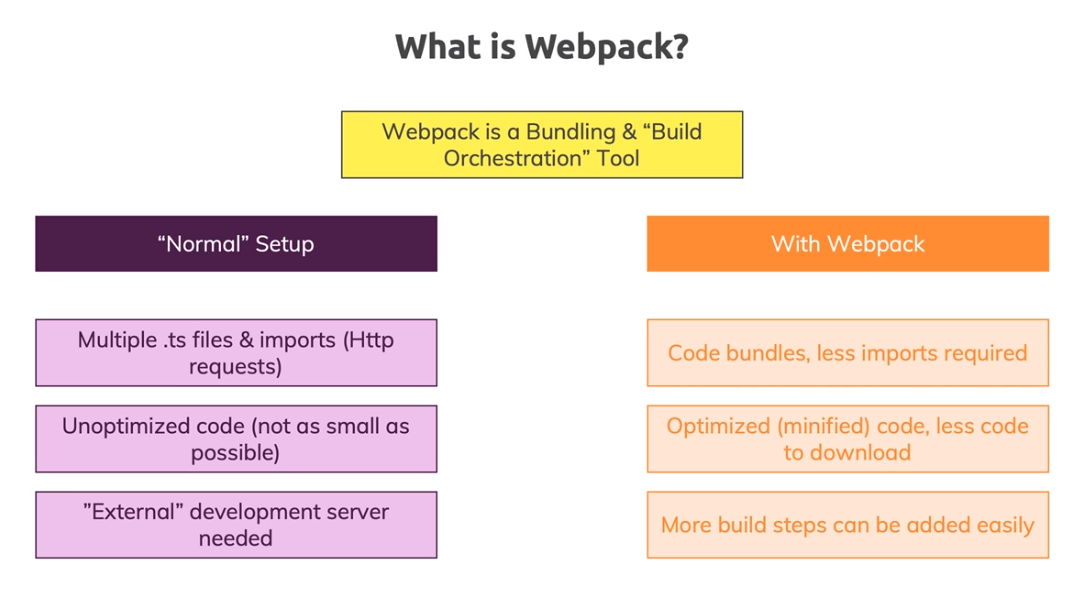 What is Webpack?
Webpack is a Bundling & “Build
Orchestration” Tool
“Normal” Setup
Multiple .ts files & imports (Http
requests)
Unoptimized code (not as small as
possible)
”External” development server
needed
With Webpack
Code bundles, less imports required
Optimized (minified) code, less code
to download
More build steps can be added easily